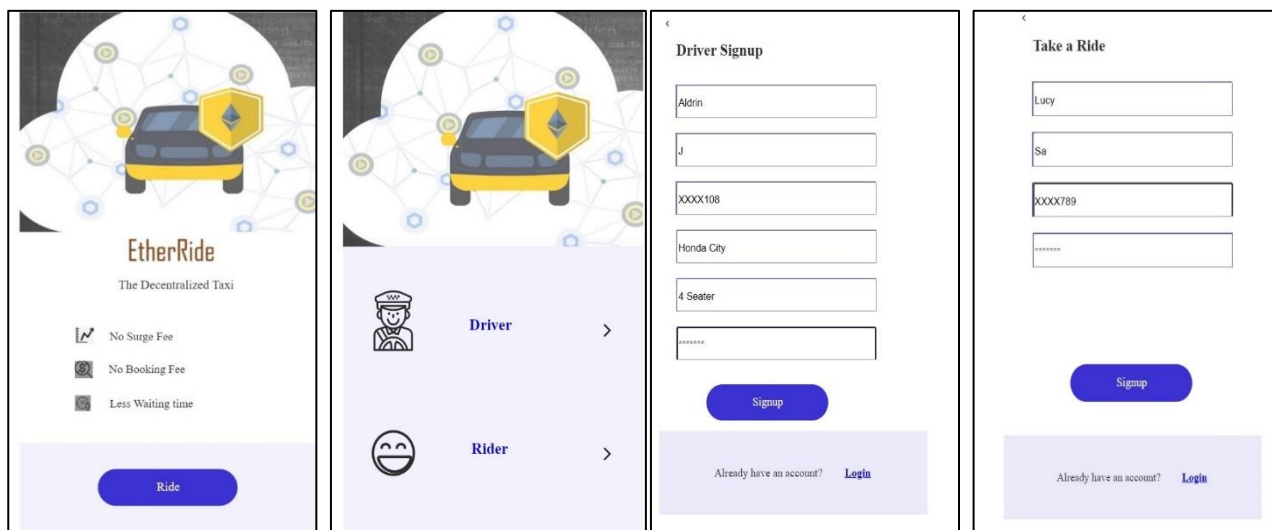 EtherRide
The Decentralized Taxi
No Surge Fee
No Booking Fee
Less Waiting time
Ride
Driver
Rider
Driver Signup
Aldrin
J
XXXX108
Honda City
4 Seater
*******
Signup
Already have an account? Login
Take a Ride
Lucy
Sa
XXXX789
*******
Signup
Already have an account? Login